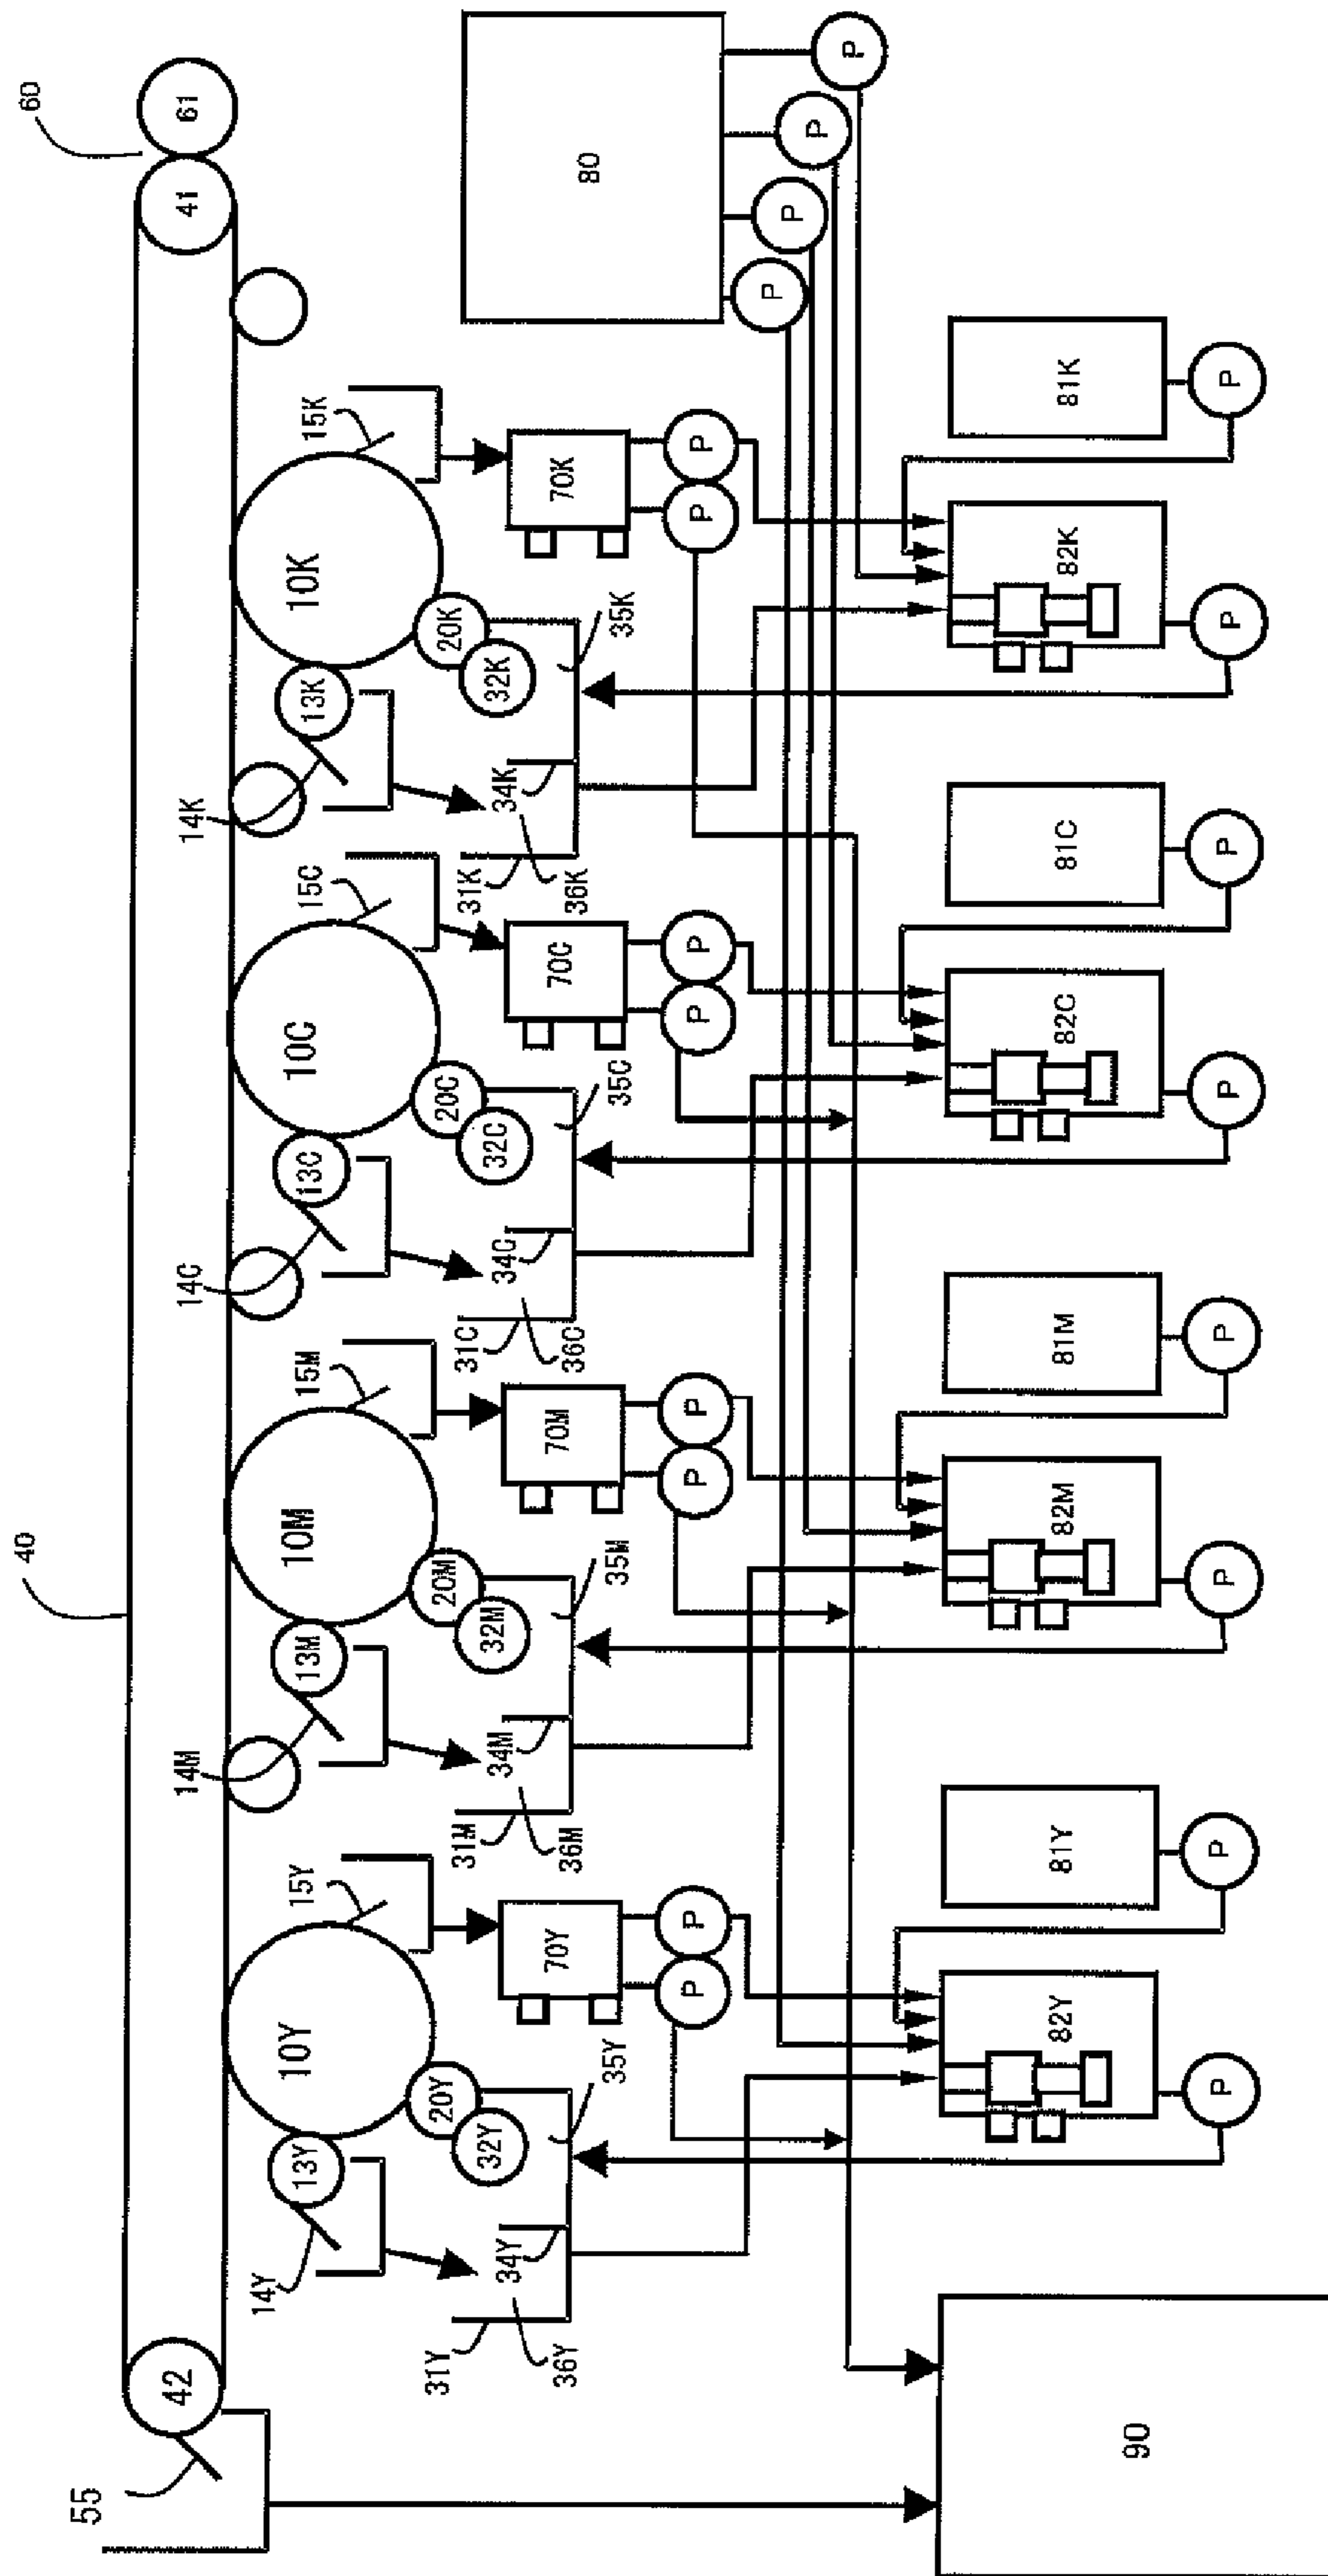 60
61
41
40
42
55
15K
10K
13K
14K
20K
32K
70K
P
P
34K
35K
31K
36K
15C
10C
13C
14C
20C
32C
70C
P
P
34C
35C
31C
36C
15M
10M
13M
14M
20M
32M
70M
P
P
34M
35M
31M
36M
15Y
10Y
13Y
14Y
20Y
32Y
70Y
P
P
34Y
35Y
31Y
36Y
80
P
P
P
P
81K
P
82K
P
81C
P
82C
P
81M
P
82M
P
81Y
P
82Y
P
90